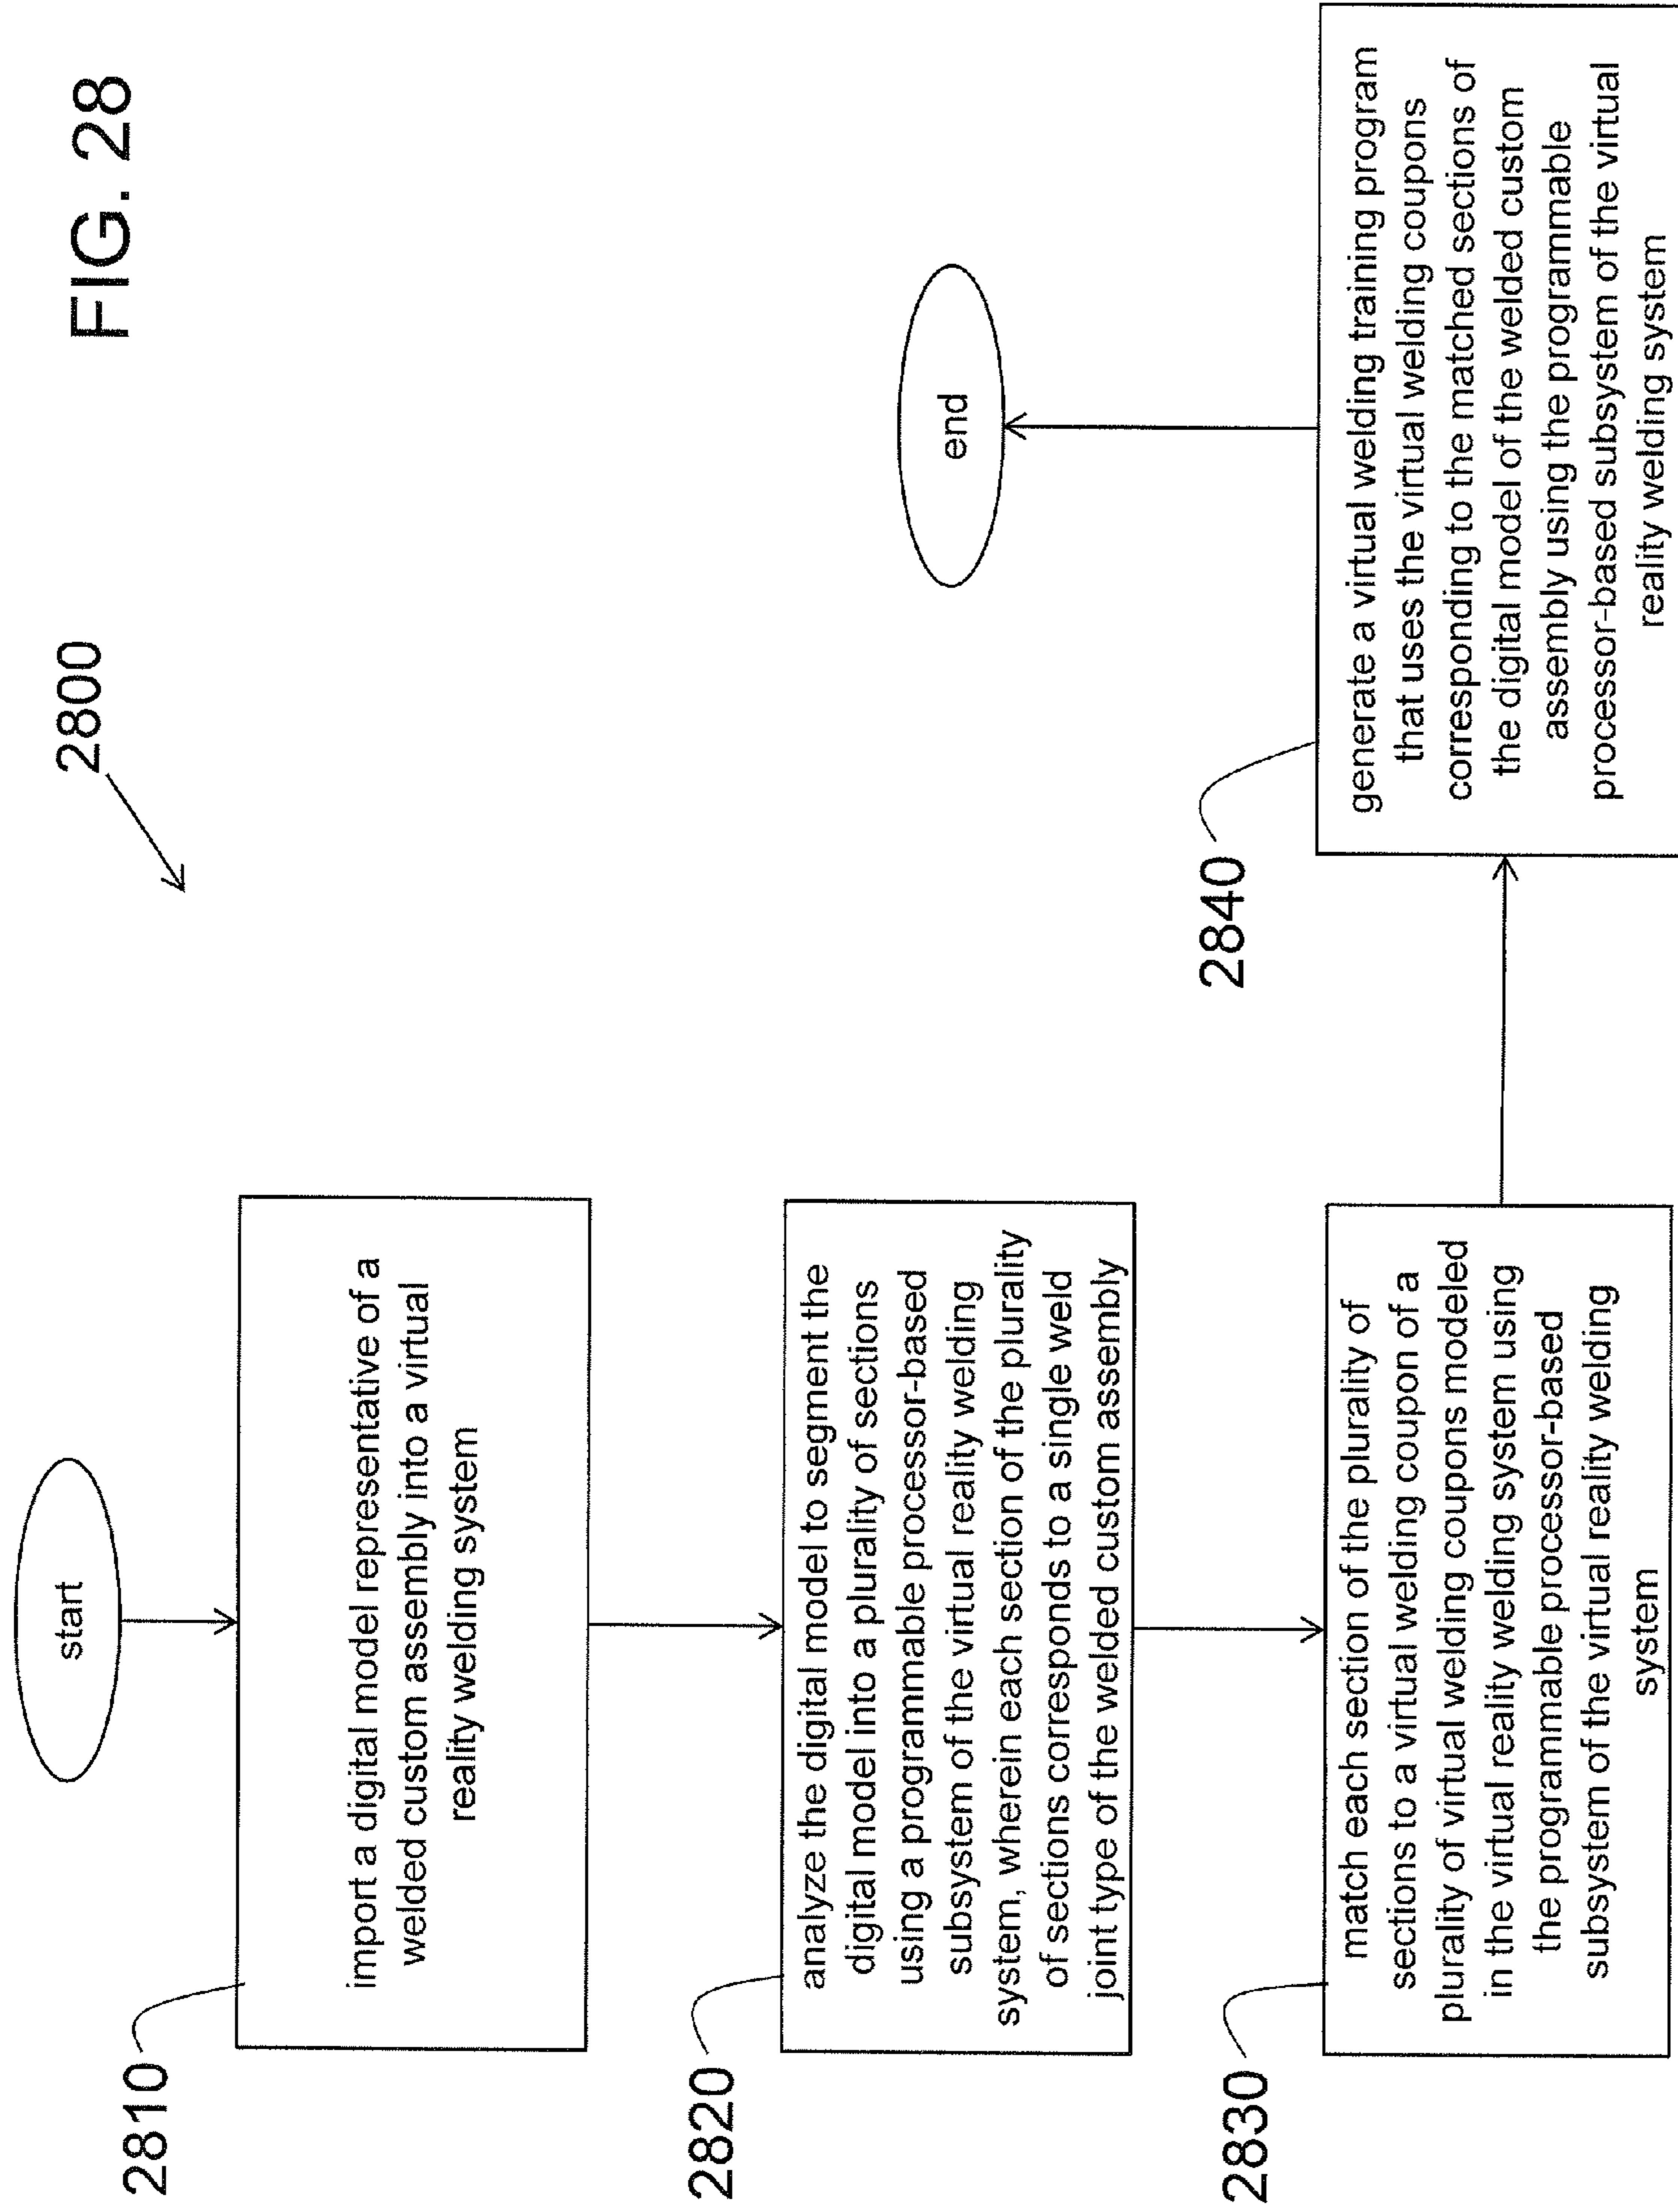 FIG. 28
2800
start
2810
import a digital model representative of a
welded custom assembly into a virtual
reality welding system
2820
analyze the digital model to segment the
digital model into a plurality of sections
using a programmable processor-based
subsystem of the virtual reality welding
system, wherein each section of the plurality
of sections corresponds to a single weld
joint type of the welded custom assembly
2830
match each section of the plurality of
sections to a virtual welding coupon of a
plurality of virtual welding coupons modeled
in the virtual reality welding system using
the programmable processor-based
subsystem of the virtual reality welding
system
2840
generate a virtual welding training program
that uses the virtual welding coupons
corresponding to the matched sections of
the digital model of the welded custom
assembly using the programmable
processor-based subsystem of the virtual
reality welding system
end